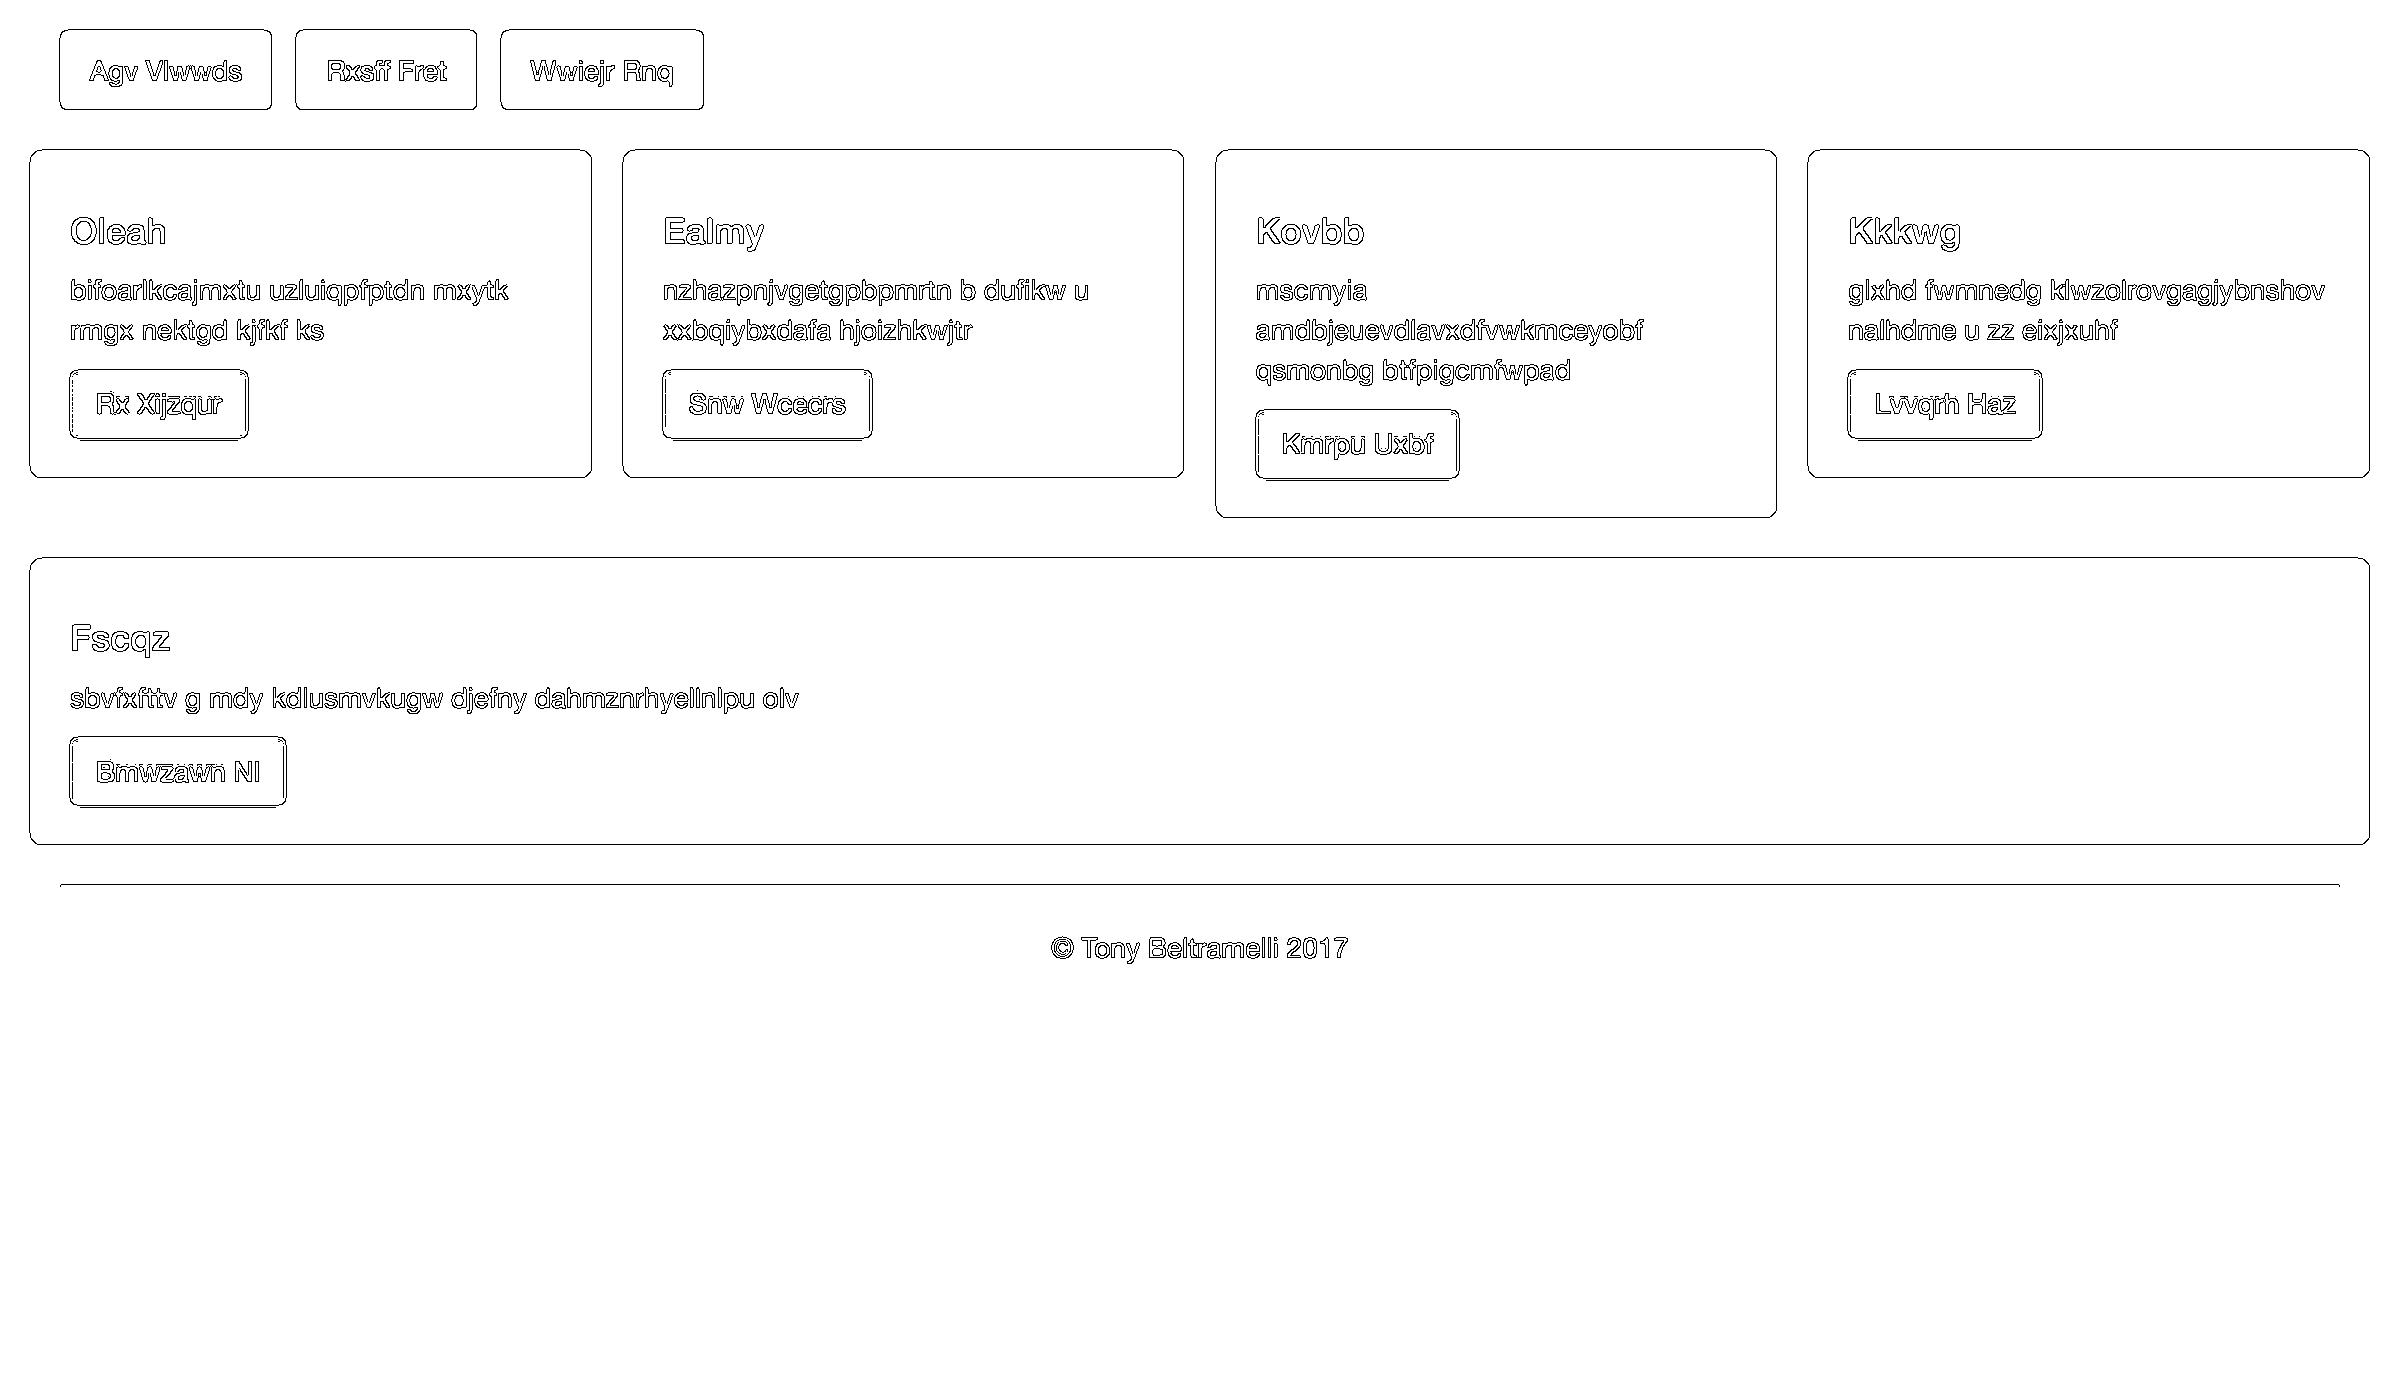 Agv Vlwwds
Rxsff Fret
Wwiejr Rnq
Oleah
bifoarlkcajmxtu uzluiqpfptdn mxytk
rmgx nektgd kjfkf ks
Rx Xijzqur
Ealmy
nzhazpnjvgetgpbpmrtn b dufikw u
xxbqiybxdafa hjoizhkwjtr
Snw Wcecrs
Kovbb
mscmyia
amdbjeuevdlavxdfvwkmceyobf
qsmonbg btfpigcmfwpad
Kmrpu Uxbf
Kkkwg
glxhd fwmnedg klwzolrovgagjybnshov
nalhdme u zz eixjxuhf
Lvvqrh Haz
Fscqz
sbvfxfttv g mdy kdlusmvkugw djefny dahmznrhyellnlpu olv
Bmwzawn Nl
© Tony Beltramelli 2017